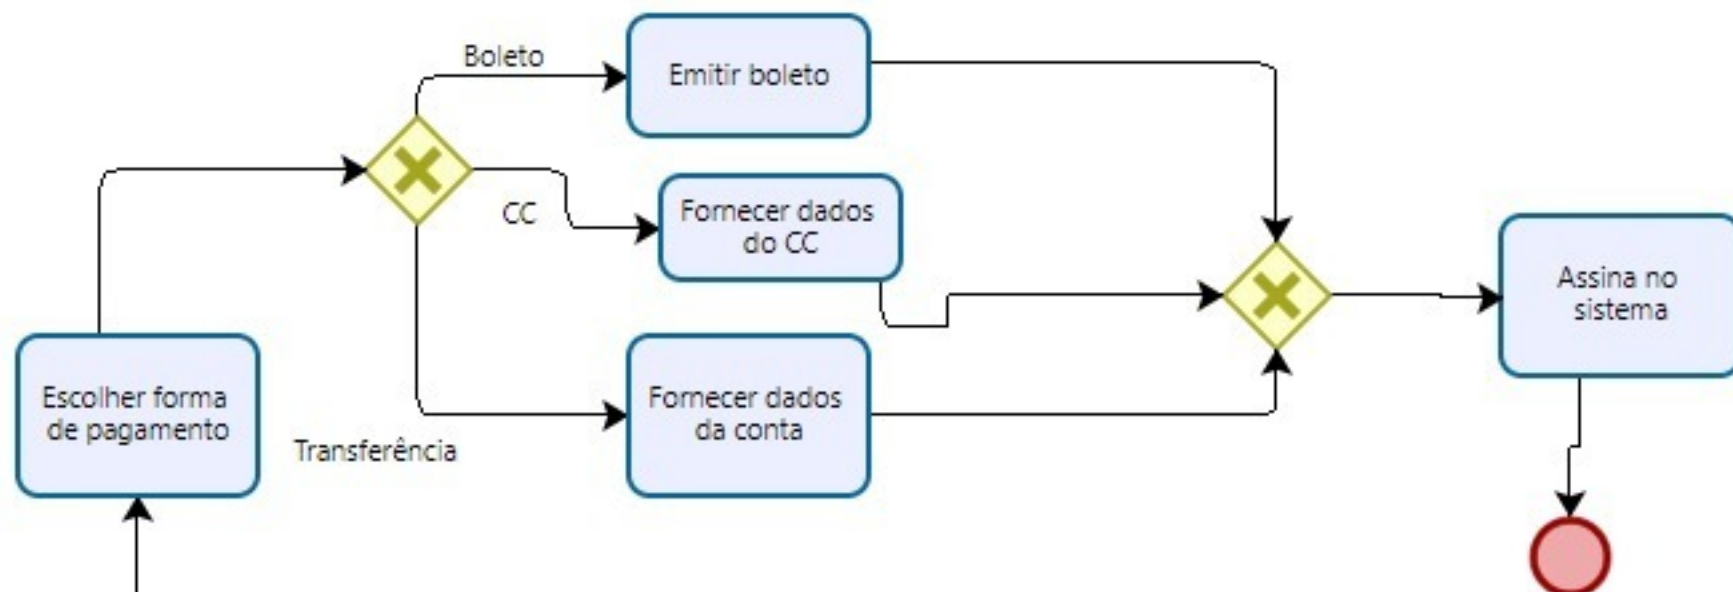 Boleto
Emitir boleto
CC
Fornecer dados
do CC
Assina no
sistema
Escolher forma
de pagamento
Transferência
Fornecer dados
da conta